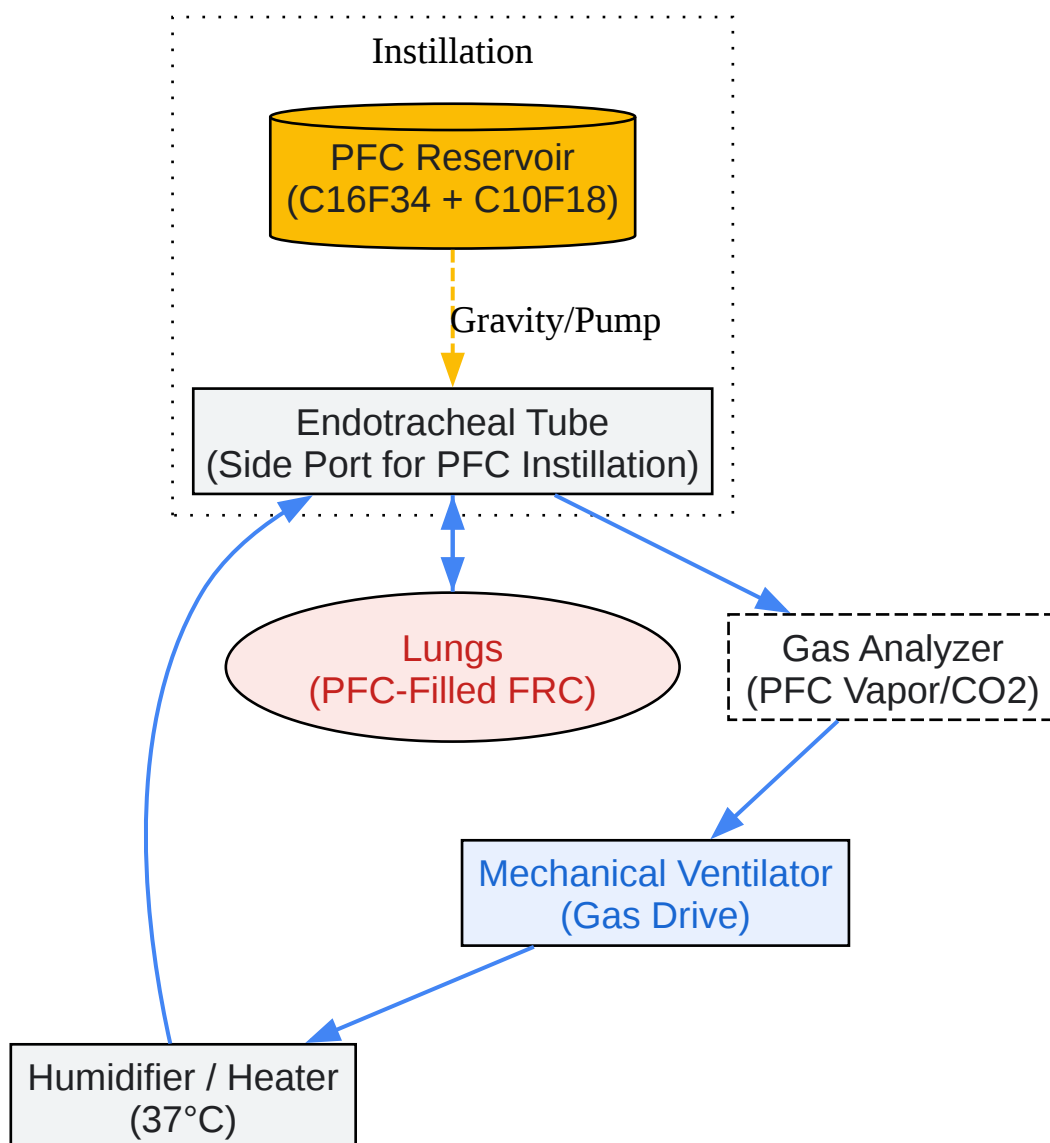 Instillation
PFC Reservoir
(C16F34 + C10F18)
Gravity/Pump
Endotracheal Tube
(Side Port for PFC Instillation)
Lungs
(PFC-Filled FRC)
Gas Analyzer
(PFC Vapor/CO2)
Mechanical Ventilator
(Gas Drive)
Humidifier / Heater
(37°C)